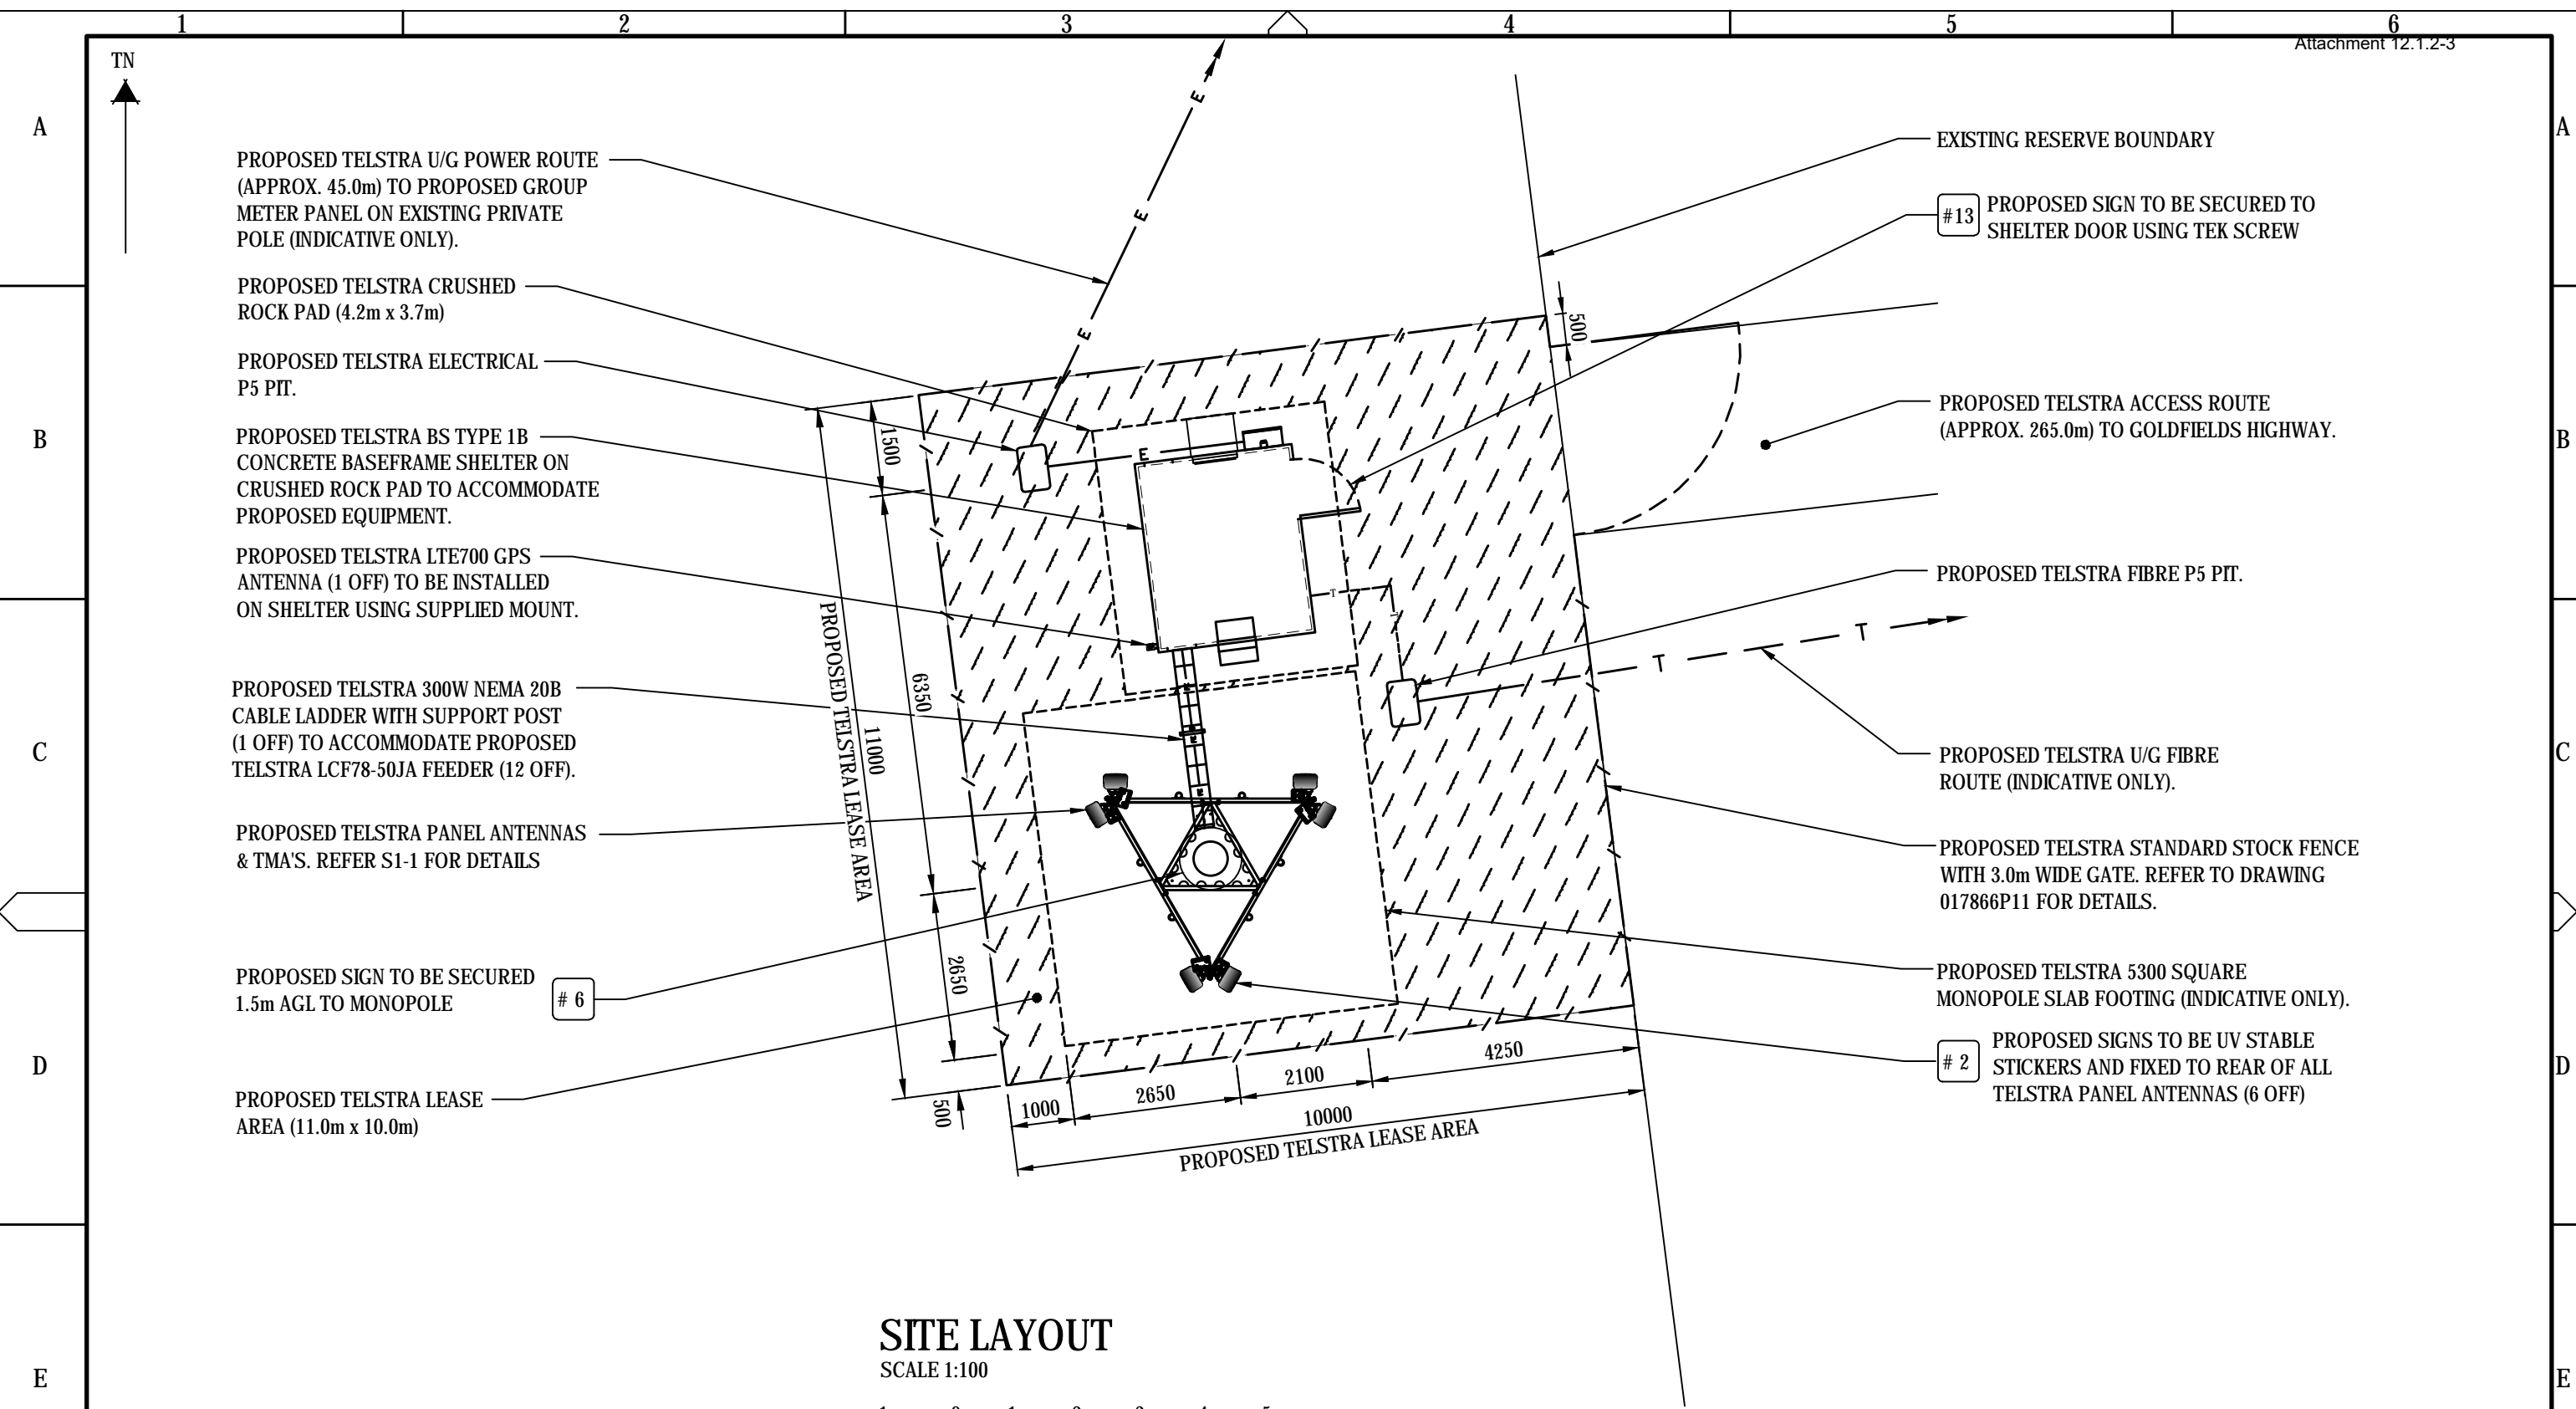 1 2 3 4 5 6
Attachment 12.1.2-3
TN
A A
B B
C C
D D
E E
PROPOSED TELSTRA U/G POWER ROUTE
(APPROX. 45.0m) TO PROPOSED GROUP
METER PANEL ON EXISTING PRIVATE
POLE (INDICATIVE ONLY).
PROPOSED TELSTRA CRUSHED
ROCK PAD (4.2m x 3.7m)
PROPOSED TELSTRA ELECTRICAL
P5 PIT.
PROPOSED TELSTRA BS TYPE 1B
CONCRETE BASEFRAME SHELTER ON
CRUSHED ROCK PAD TO ACCOMMODATE
PROPOSED EQUIPMENT.
PROPOSED TELSTRA LTE700 GPS
ANTENNA (1 OFF) TO BE INSTALLED
ON SHELTER USING SUPPLIED MOUNT.
PROPOSED TELSTRA 300W NEMA 20B
CABLE LADDER WITH SUPPORT POST
(1 OFF) TO ACCOMMODATE PROPOSED
TELSTRA LCF78-50JA FEEDER (12 OFF).
PROPOSED TELSTRA PANEL ANTENNAS
& TMA'S. REFER S1-1 FOR DETAILS
PROPOSED SIGN TO BE SECURED
1.5m AGL TO MONOPOLE
# 6
PROPOSED TELSTRA LEASE
AREA (11.0m x 10.0m)
E
E
E
E
T
T
T
T
1500
6350
11000
2650
500
PROPOSED TELSTRA LEASE AREA
500
1000
2650
2100
4250
10000
PROPOSED TELSTRA LEASE AREA
EXISTING RESERVE BOUNDARY
#13
PROPOSED SIGN TO BE SECURED TO
SHELTER DOOR USING TEK SCREW
PROPOSED TELSTRA ACCESS ROUTE
(APPROX. 265.0m) TO GOLDFIELDS HIGHWAY.
PROPOSED TELSTRA FIBRE P5 PIT.
PROPOSED TELSTRA U/G FIBRE
ROUTE (INDICATIVE ONLY).
PROPOSED TELSTRA STANDARD STOCK FENCE
WITH 3.0m WIDE GATE. REFER TO DRAWING
017866P11 FOR DETAILS.
PROPOSED TELSTRA 5300 SQUARE
MONOPOLE SLAB FOOTING (INDICATIVE ONLY).
# 2
PROPOSED SIGNS TO BE UV STABLE
STICKERS AND FIXED TO REAR OF ALL
TELSTRA PANEL ANTENNAS (6 OFF)
SITE LAYOUT
SCALE 1:100